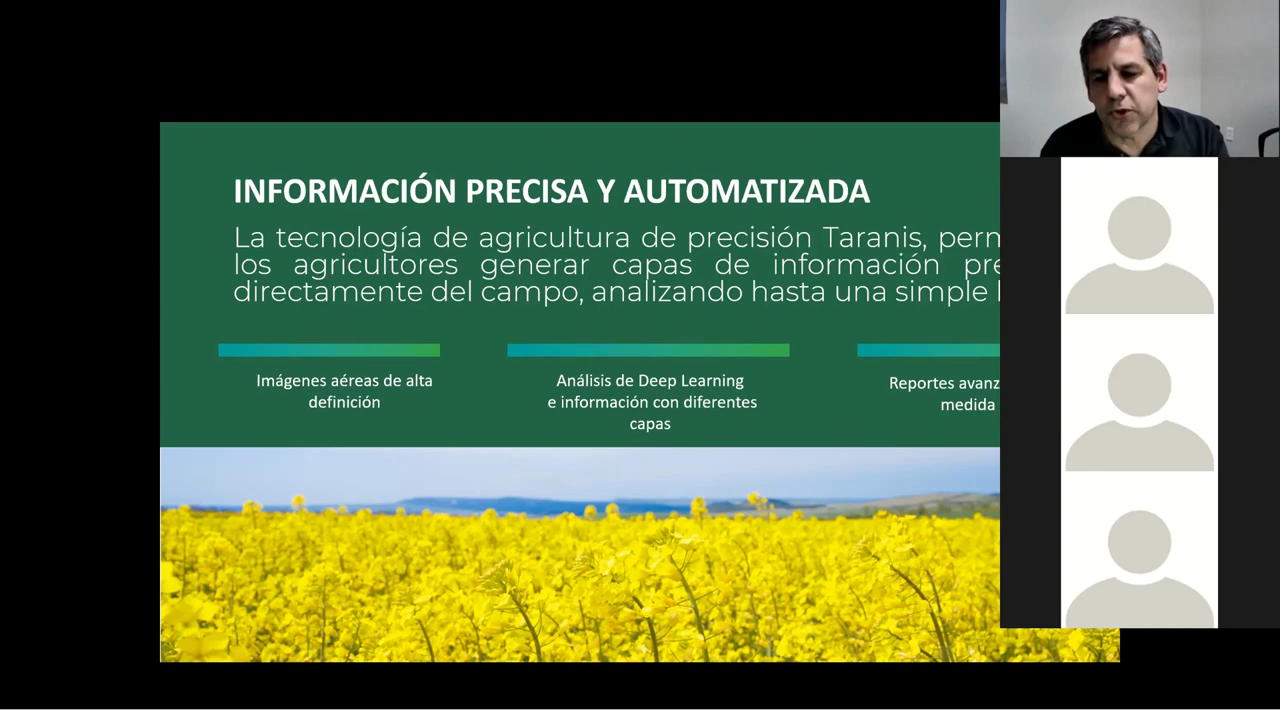 INFORMACIÓN PRECISA Y AUTOMATIZADA
La tecnología de agricultura de precisión Taranis,
los agricultores generar capas de información
directamente del campo, analizando hasta una simple
Imágenes aéreas de alta
definición
Análisis de Deep Learning
e información con diferentes
capas
Reportes
medida